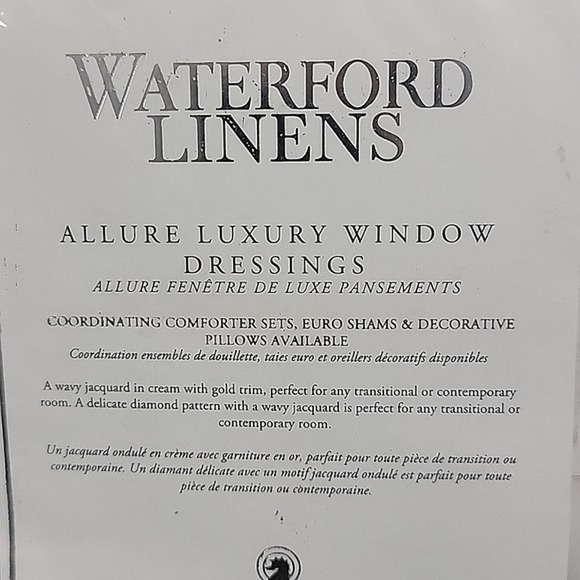 WATERFORD
LINENS
ALLURE LUXURY WINDOW
DRESSINGS
ALLURE FENÊTRE DE LUXE PANSEMENTS
COORDINATING COMFORTER SETS, EURO SHAMS & DECORATIVE
PILLOWS AVAILABLE
Coordination ensembles de douillette, taies euro et oreillers décoratifs disponibles
A wavy jacquard in cream with gold trim, perfect for any transitional or contemporary
room. A delicate diamond pattern with a wavy jacquard is perfect for any transitional or
contemporary room.
Un jacquard ondulé en crème avec garniture en or, parfait pour toute pièce de transition ou
contemporaine. Un diamant délicate avec un motif jacquard ondulé est parfait pour toute
pièce de transition ou contemporaine.